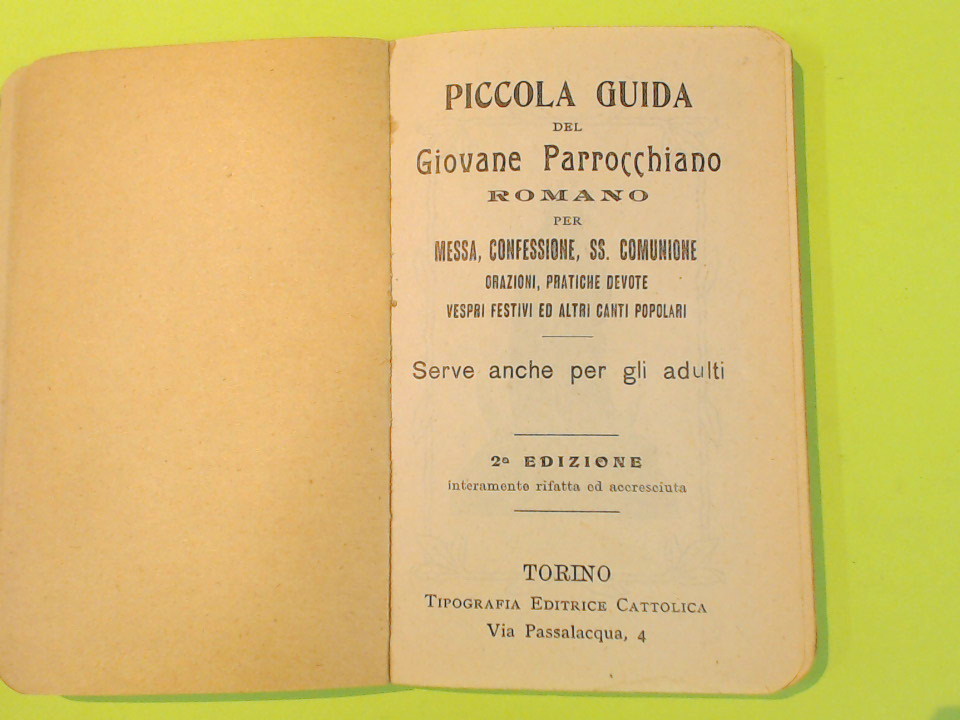 PICCOLA GUIDA
DEL
Giovane Parrocchiano
ROMANO
PER
MESSA, CONFESSIONE, SS. COMUNIONE
ORAZIONI, PRATICHE DEVOTE
VESPRI FESTIVI ED ALTRI CANTI POPOLARI
Serve anche per gli adulti
2ª EDIZIONE
interamente rifatta ed accresciuta
TORINO
TIPOGRAFIA EDITRICE CATTOLICA
Via Passalacqua, 4